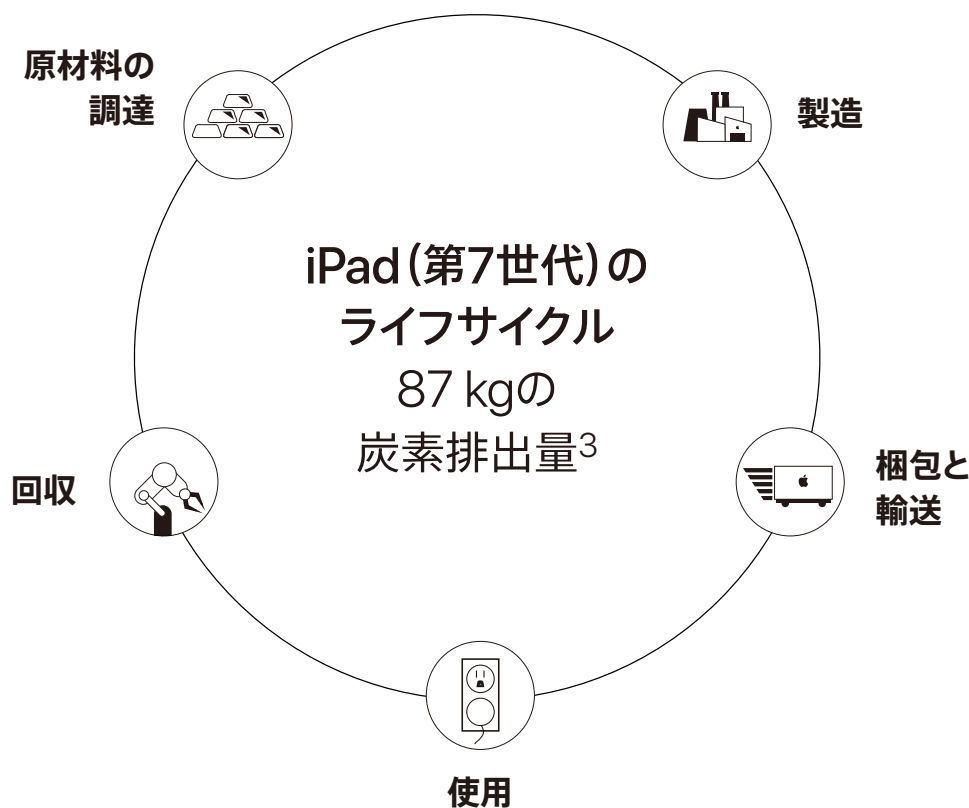 原材料の
調達
製造
iPad（第7世代）の
ライフサイクル
87 kgの
炭素排出量3
回収
梱包と
輸送
使用